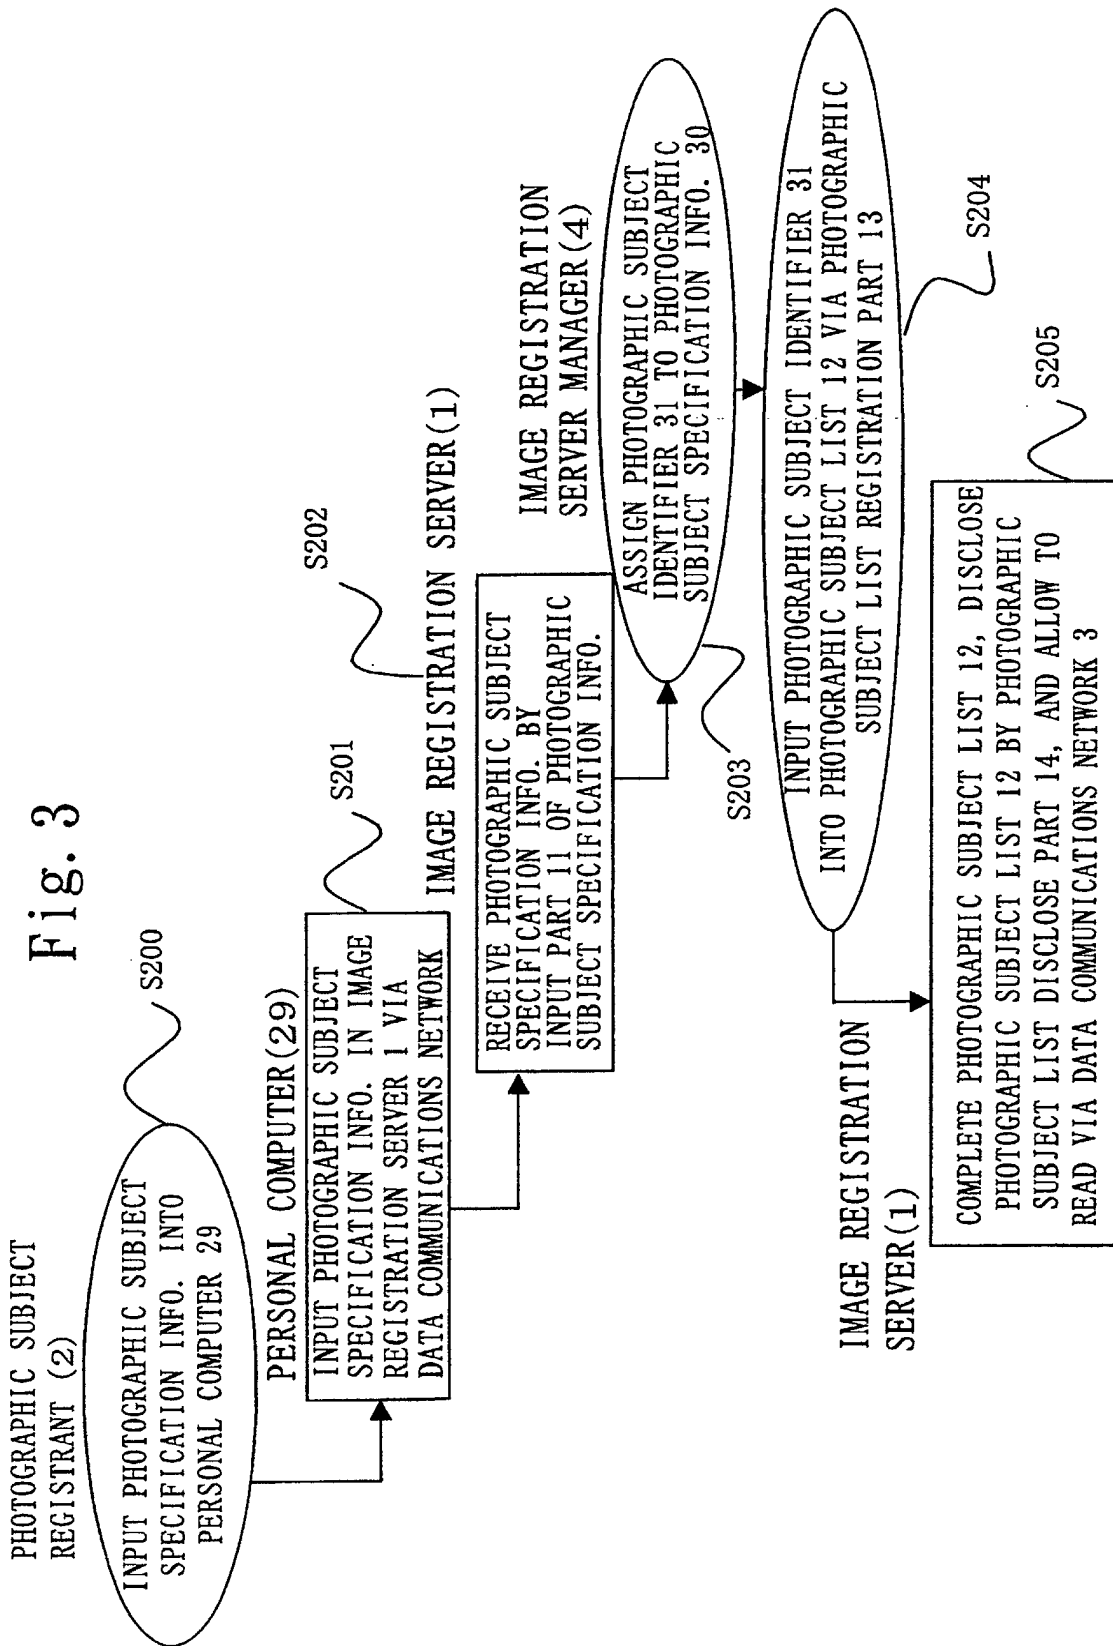 Fig. 3
PHOTOGRAPHIC SUBJECT
REGISTRANT (2)
INPUT PHOTOGRAPHIC SUBJECT
SPECIFICATION INFO. INTO
PERSONAL COMPUTER 29
S200
PERSONAL COMPUTER(29)
INPUT PHOTOGRAPHIC SUBJECT
SPECIFICATION INFO. IN IMAGE
REGISTRATION SERVER 1 VIA
DATA COMMUNICATIONS NETWORK
S201
IMAGE REGISTRATION SERVER(1)
RECEIVE PHOTOGRAPHIC SUBJECT
SPECIFICATION INFO. BY
INPUT PART 11 OF PHOTOGRAPHIC
SUBJECT SPECIFICATION INFO.
S202
IMAGE REGISTRATION
SERVER MANAGER(4)
ASSIGN PHOTOGRAPHIC SUBJECT
IDENTIFIER 31 TO PHOTOGRAPHIC
SUBJECT SPECIFICATION INFO. 30
S203
INPUT PHOTOGRAPHIC SUBJECT IDENTIFIER 31
INTO PHOTOGRAPHIC SUBJECT LIST 12 VIA PHOTOGRAPHIC
SUBJECT LIST REGISTRATION PART 13
S204
IMAGE REGISTRATION
SERVER(1)
COMPLETE PHOTOGRAPHIC SUBJECT LIST 12, DISCLOSE
PHOTOGRAPHIC SUBJECT LIST 12 BY PHOTOGRAPHIC
SUBJECT LIST DISCLOSE PART 14, AND ALLOW TO
READ VIA DATA COMMUNICATIONS NETWORK 3
S205